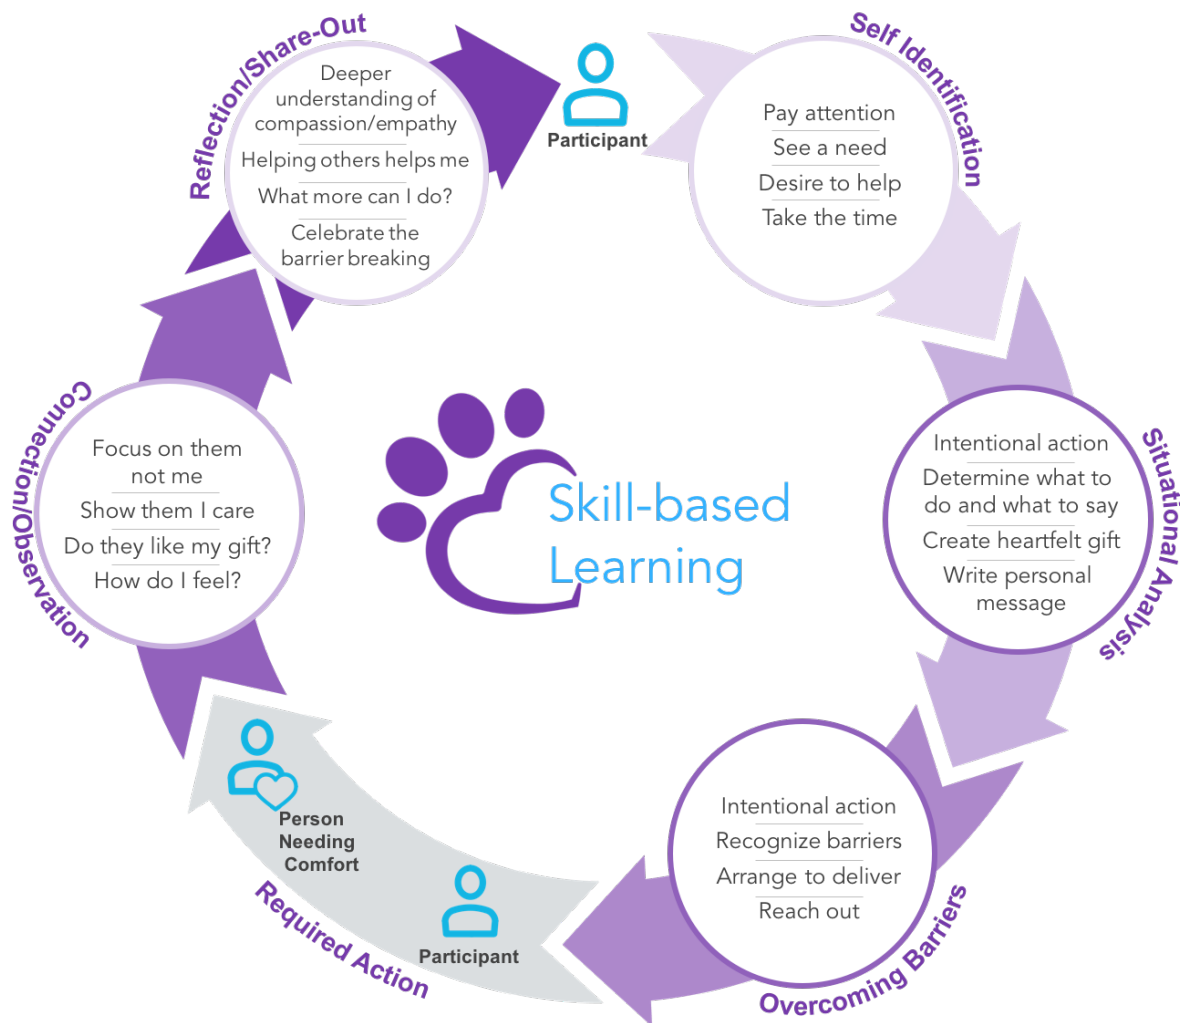 Participant
Self Identification
Pay attention
See a need
Desire to help
Take the time
Situational Analysis
Intentional action
Determine what to
do and what to say
Create heartfelt gift
Write personal
message
Overcoming Barriers
Intentional action
Recognize barriers
Arrange to deliver
Reach out
Required Action
Participant
Person
Needing
Comfort
Connection/Observation
Focus on them
not me
Show them I care
Do they like my gift?
How do I feel?
Reflection/Share-Out
Deeper
understanding of
compassion/empathy
Helping others helps me
What more can I do?
Celebrate the
barrier breaking
Skill-based
Learning